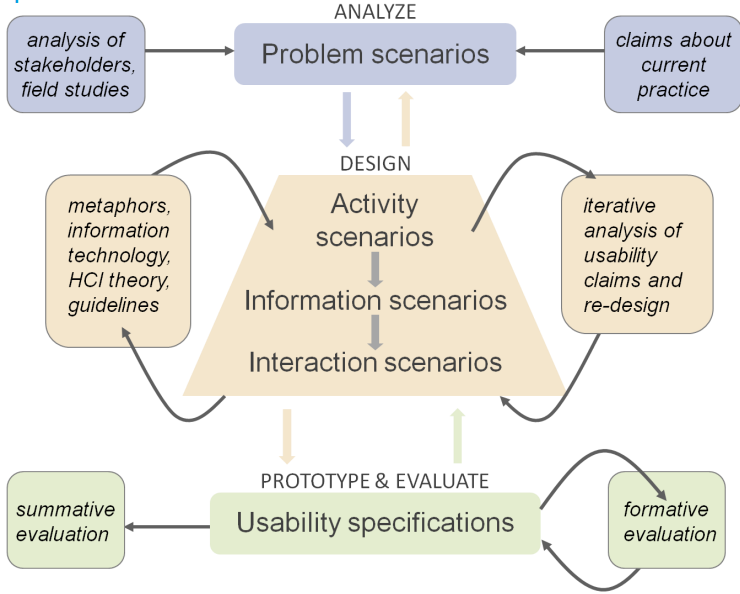 ANALYZE
analysis of
stakeholders,
field studies
Problem scenarios
claims about
current
practice
DESIGN
metaphors,
information
technology,
HCI theory,
guidelines
Activity
scenarios
Information scenarios
Interaction scenarios
iterative
analysis of
usability
claims and
re-design
PROTOTYPE & EVALUATE
summative
evaluation
Usability specifications
formative
evaluation